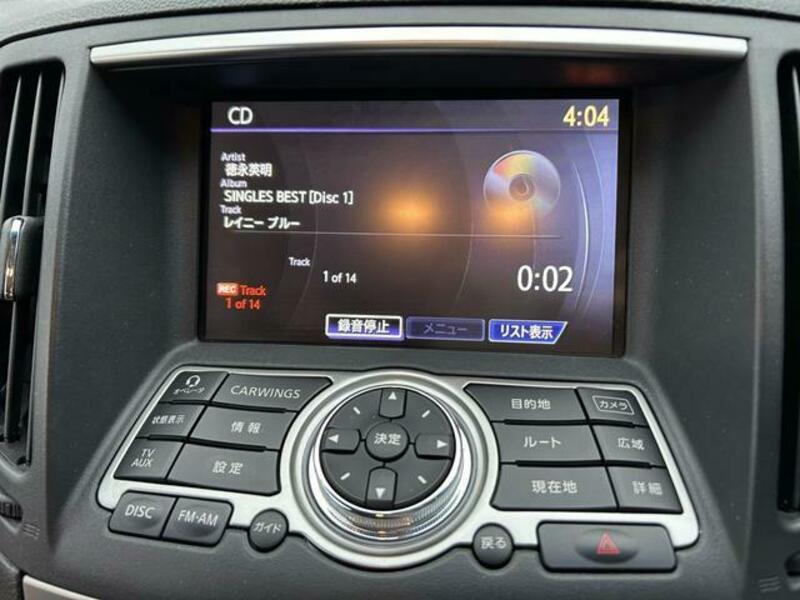 CD
4:04
Artist
徳永英明
Album
SINGLES BEST [Disc 1]
Track
レイニー ブルー
Track
1 of 14
0:02
REC Track
1 of 14
録音停止
メニュー
リスト表示
オペレータ
CARWINGS
状態表示
情報
TV
AUX
設定
DISC
FM·AM
ガイド
決定
戻る
目的地
カメラ
ルート
広域
現在地
詳細